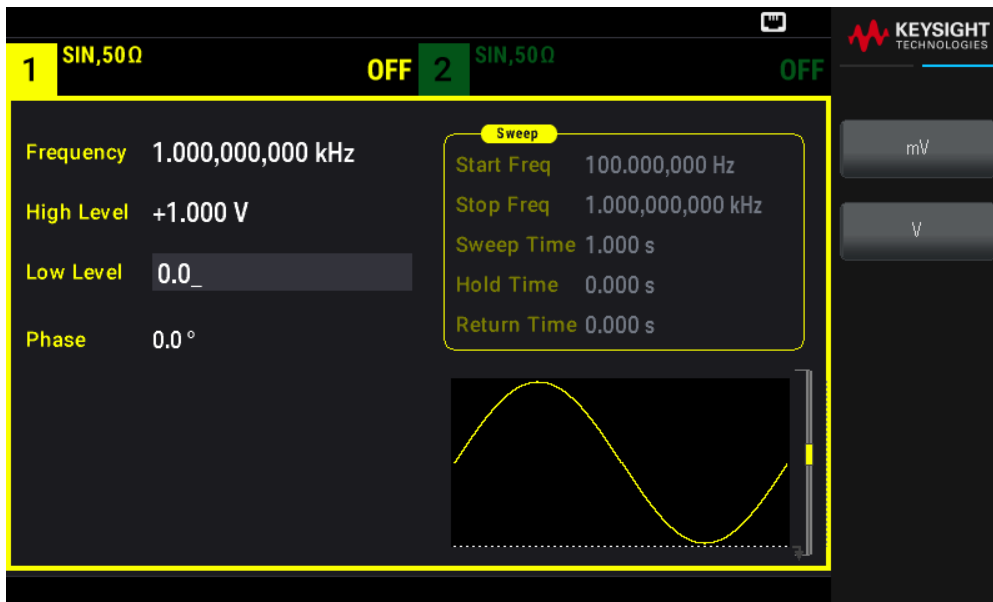 KEYSIGHT
TECHNOLOGIES
1 SIN,50Ω OFF
2 SIN,50Ω OFF
Frequency 1.000,000,000 kHz
High Level +1.000 V
Low Level 0.0_
Phase 0.0 °
Sweep
Start Freq 100.000,000 Hz
Stop Freq 1.000,000,000 kHz
Sweep Time 1.000 s
Hold Time 0.000 s
Return Time 0.000 s
mV
V